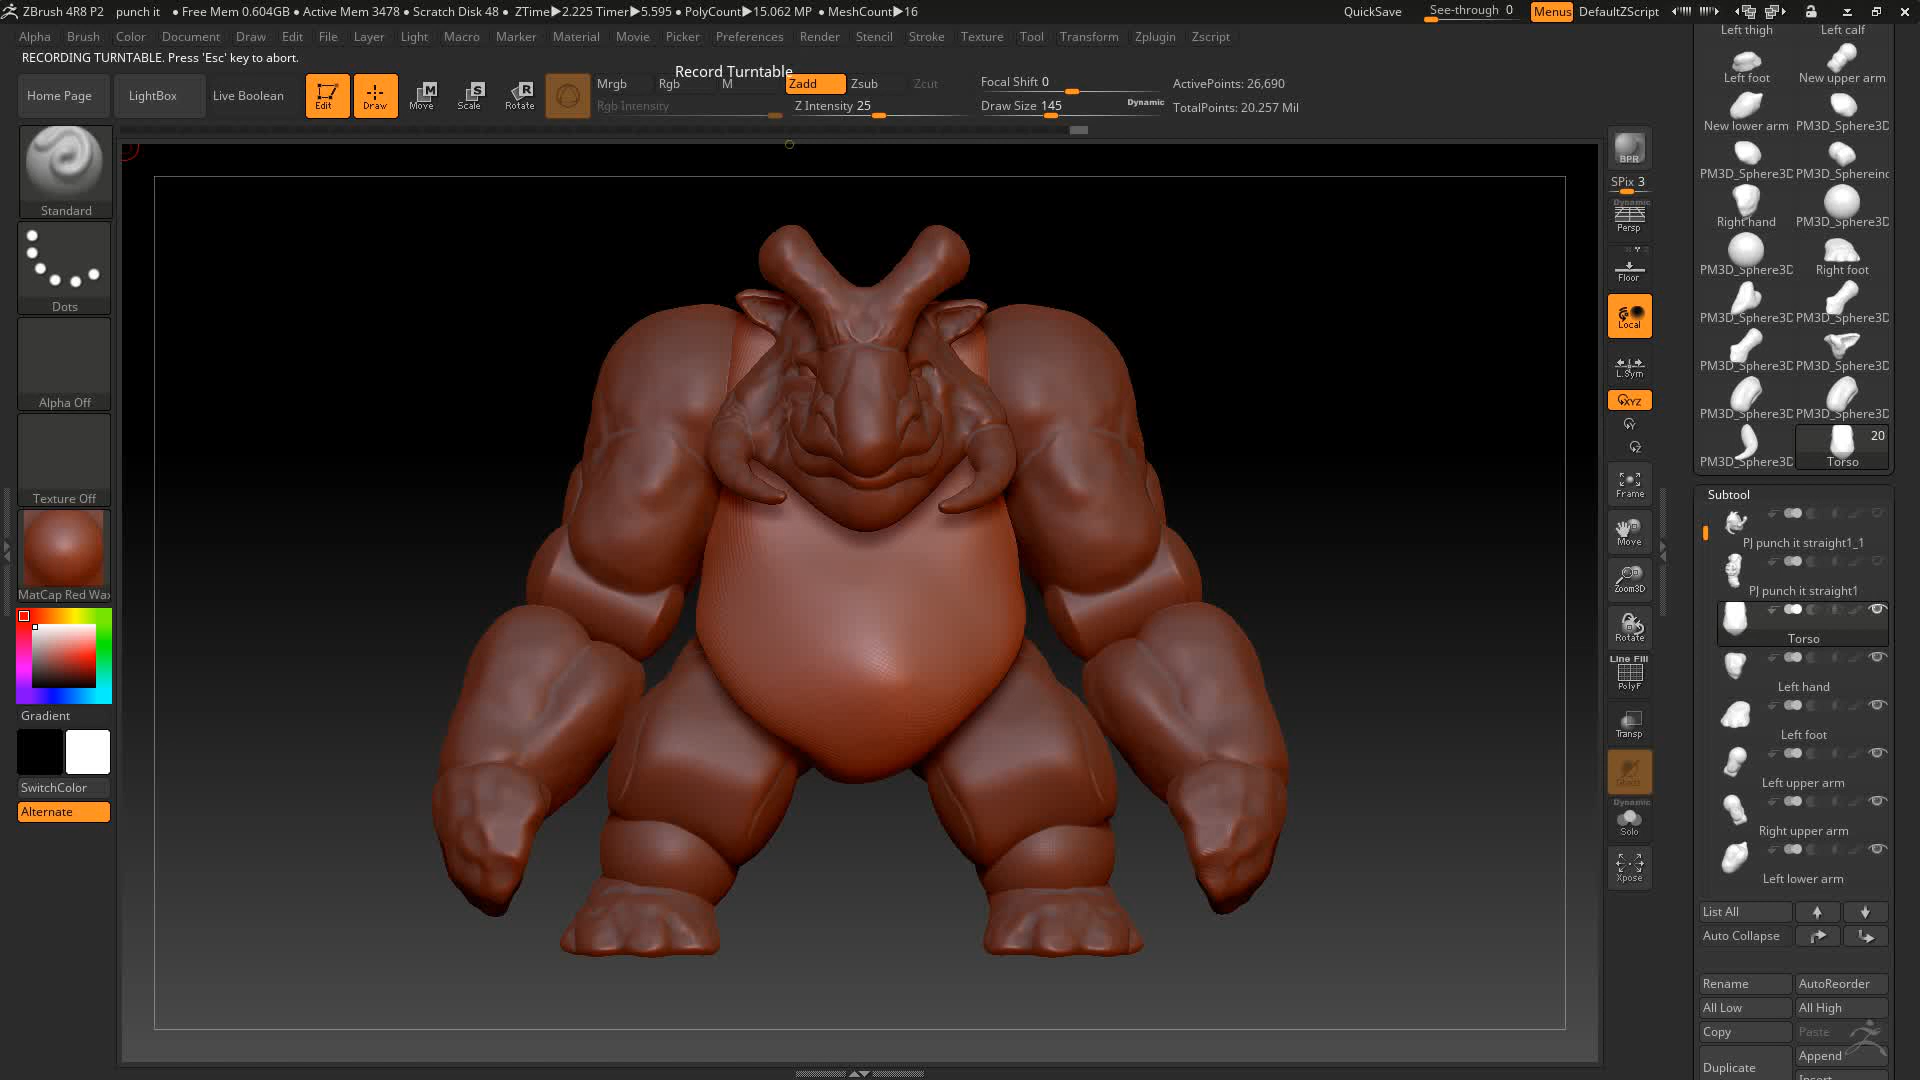 ZBrush 4R8 P2 punch it • Free Mem 0.604GB • Active Mem 3478 • Scratch Disk 48 • ZTime▶2.225 Timer▶5.595 • PolyCount▶15.062 MP • MeshCount▶16 QuickSave See-through 0 Menus DefaultZScript
Alpha Brush Color Document Draw Edit File Layer Light Macro Marker Material Movie Picker Preferences Render Stencil Stroke Texture Tool Transform Zplugin Zscript
RECORDING TURNTABLE. Press 'Esc' key to abort.
Record Turntable
Home Page LightBox Live Boolean Edit Draw Move Scale Rotate
M S R
Mrgb Rgb M Zadd Zsub Zcut Focal Shift 0 ActivePoints: 26,690
Rgb Intensity Z Intensity 25 Draw Size 145 Dynamic TotalPoints: 20.257 Mil
Standard
Dots
Alpha Off
Texture Off
MatCap Red Wax
Gradient
SwitchColor
Alternate
BPR
SPix 3
Dynamic
Persp
Floor
Local
L.Sym
XYZ
Y
Z
Frame
Move
Zoom3D
Rotate
Line Fill
PolyF
Transp
Dynamic
Solo
Xpose
Left thigh Left calf
Left foot New upper arm
New lower arm PM3D_Sphere3D
PM3D_Sphere3D PM3D_Sphereinc
Right hand PM3D_Sphere3D
PM3D_Sphere3D Right foot
PM3D_Sphere3D PM3D_Sphere3D
PM3D_Sphere3D PM3D_Sphere3D
PM3D_Sphere3D PM3D_Sphere3D
20
PM3D_Sphere3D Torso
Subtool
PJ punch it straight1_1
PJ punch it straight1
Torso
Left hand
Left foot
Left upper arm
Right upper arm
Left lower arm
List All
Auto Collapse
Rename AutoReorder
All Low All High
Copy Paste
Duplicate Append
Insert